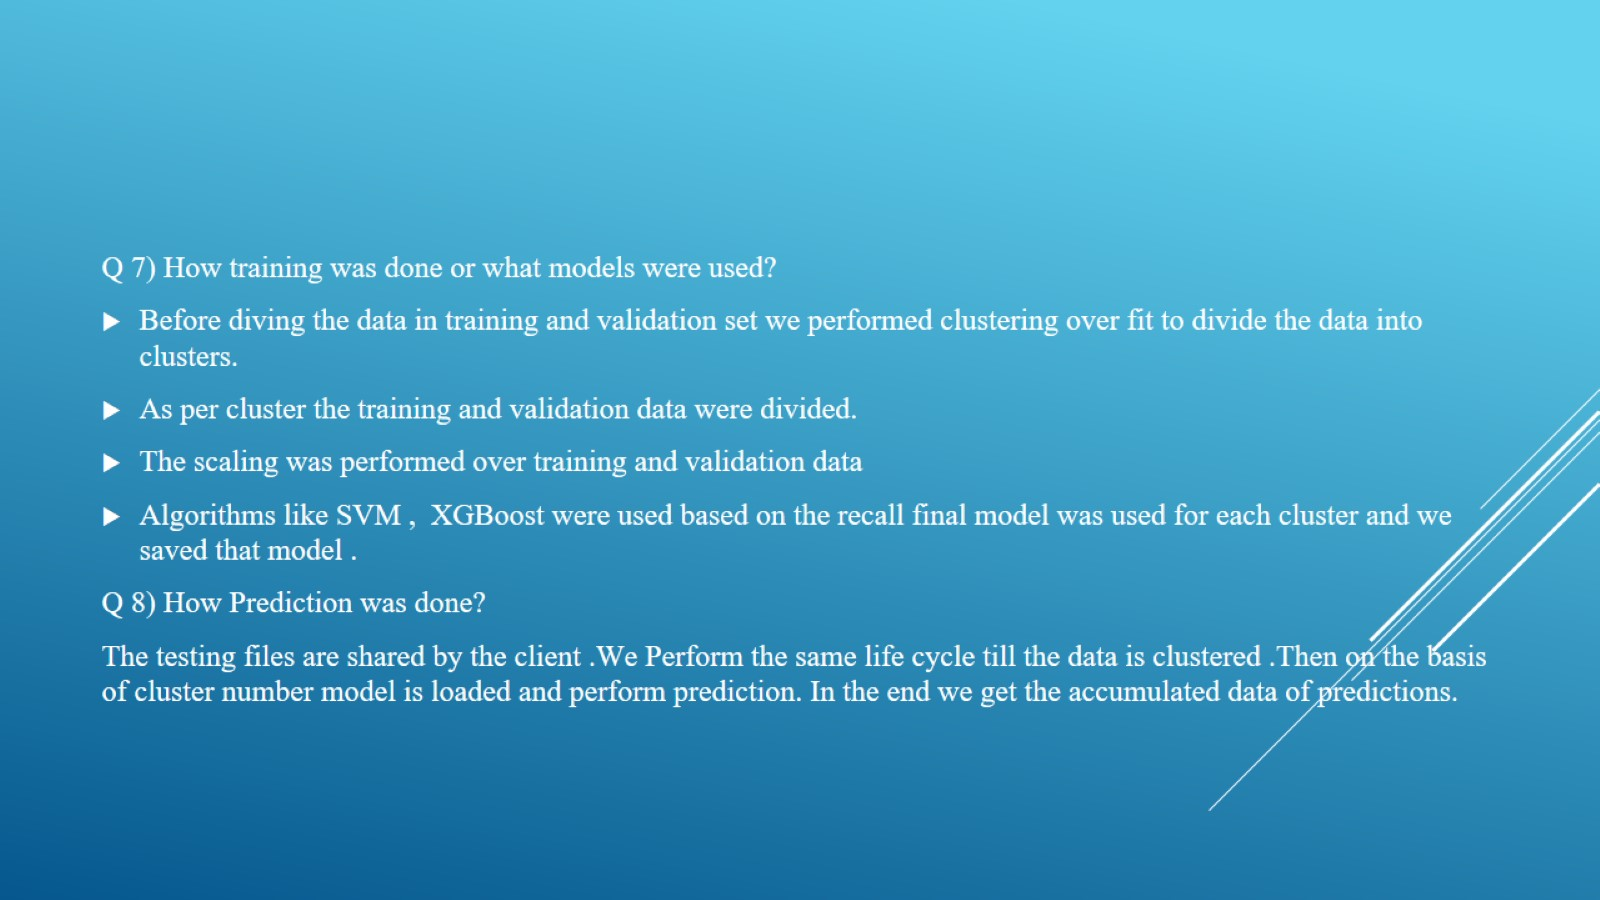 Q 7) How training was done or what models were used?
Before diving the data in training and validation set we performed clustering over fit to divide the data into
clusters.
As per cluster the training and validation data were divided.
The scaling was performed over training and validation data
Algorithms like SVM , XGBoost were used based on the recall final model was used for each cluster and we
saved that model .
Q 8) How Prediction was done?
The testing files are shared by the client .We Perform the same life cycle till the data is clustered .Then on the basis
of cluster number model is loaded and perform prediction. In the end we get the accumulated data of predictions.